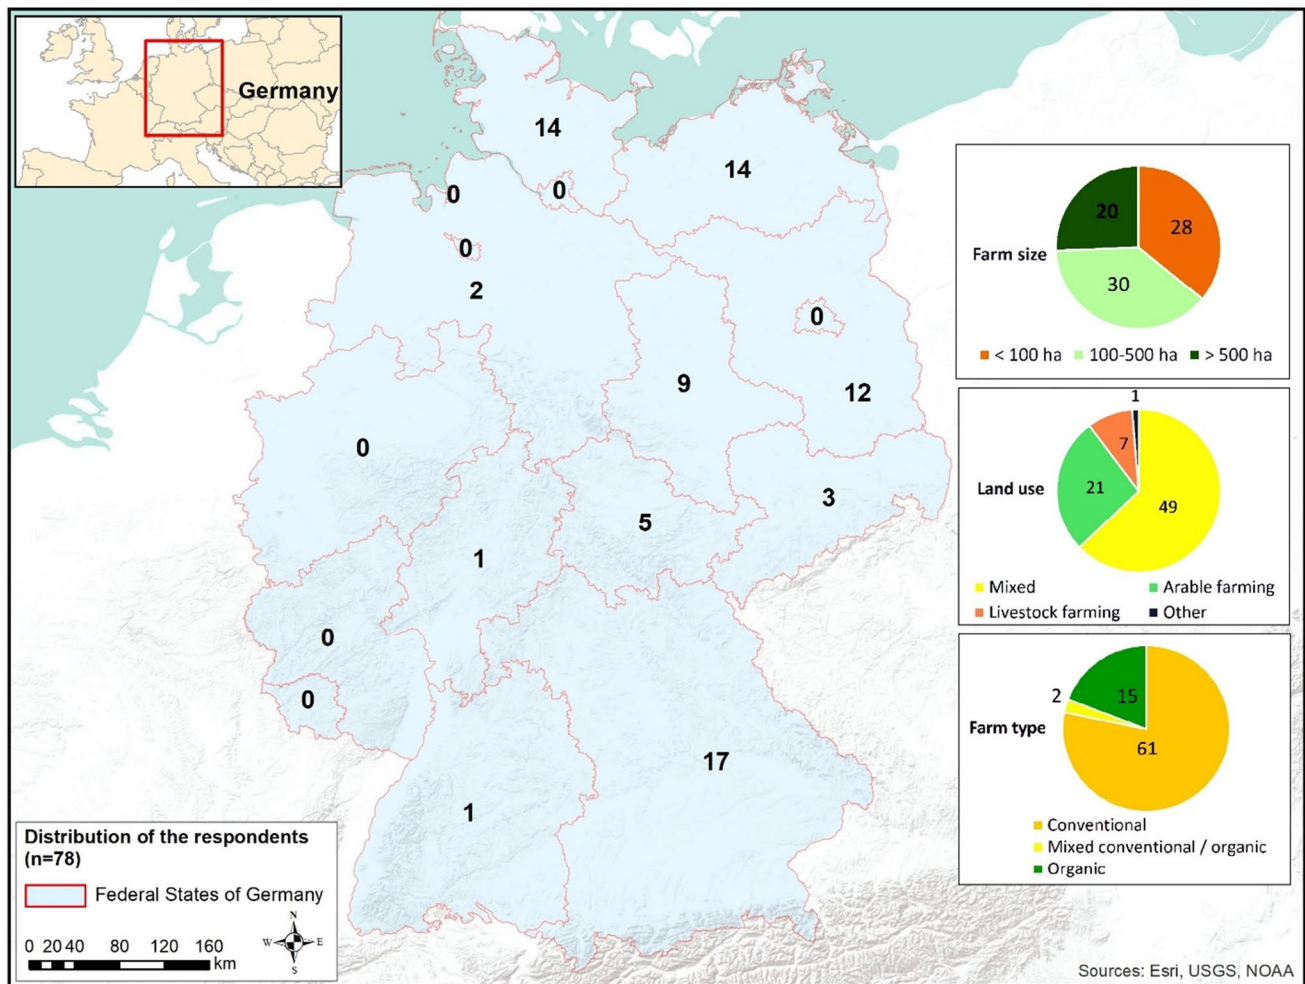 Germany
14
14
0
0
0
2
0
9
12
0
3
5
1
0
0
17
1
Farm size
20
28
30
< 100 ha
100-500 ha
> 500 ha
1
7
Land use
21
49
Mixed
Arable farming
Livestock farming
Other
2
15
Farm type
61
Conventional
Mixed conventional / organic
Organic
Distribution of the respondents
(n=78)
Federal States of Germany
N
W
E
S
0 20 40 80 120 160
km
Sources: Esri, USGS, NOAA